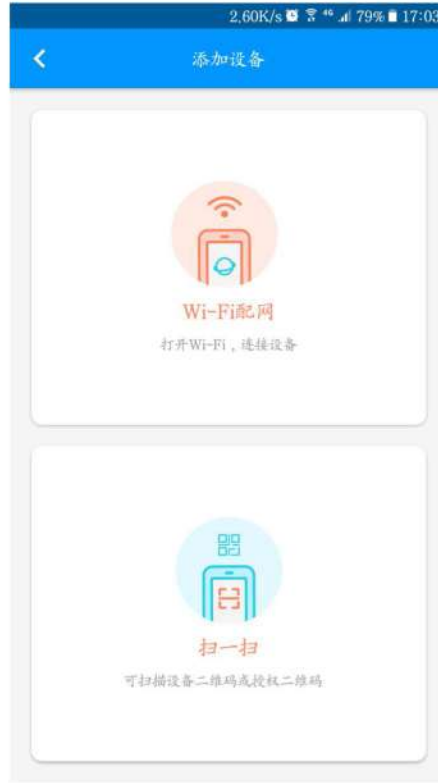 2.60K/s 4G 79% 17:03
添加设备
Wi-Fi配网
打开Wi-Fi，连接设备
扫一扫
可扫描设备二维码或授权二维码